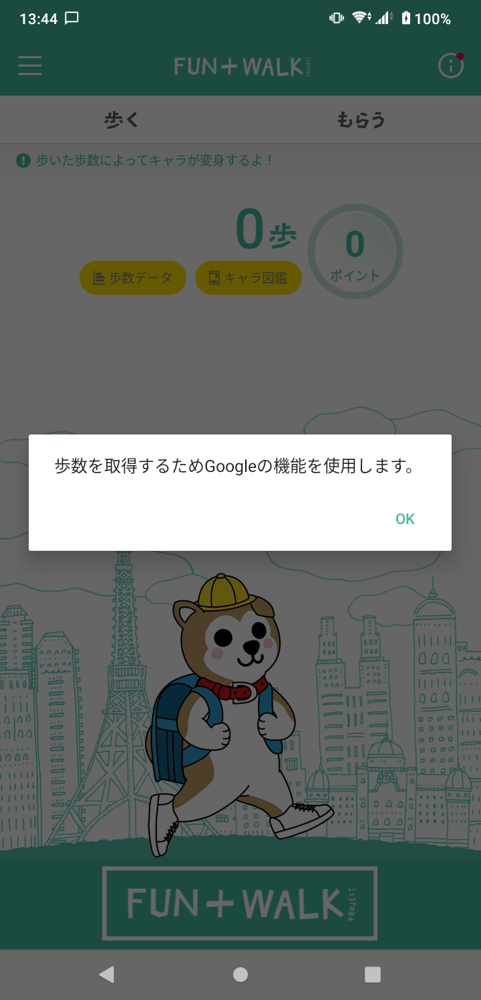 13:44
100%
FUN+WALK PROJECT
歩く
もらう
歩いた歩数によってキャラが変身するよ！
0歩
0
ポイント
歩数データ
キャラ図鑑
歩数を取得するためGoogleの機能を使用します。
OK
FUN+WALK PROJECT